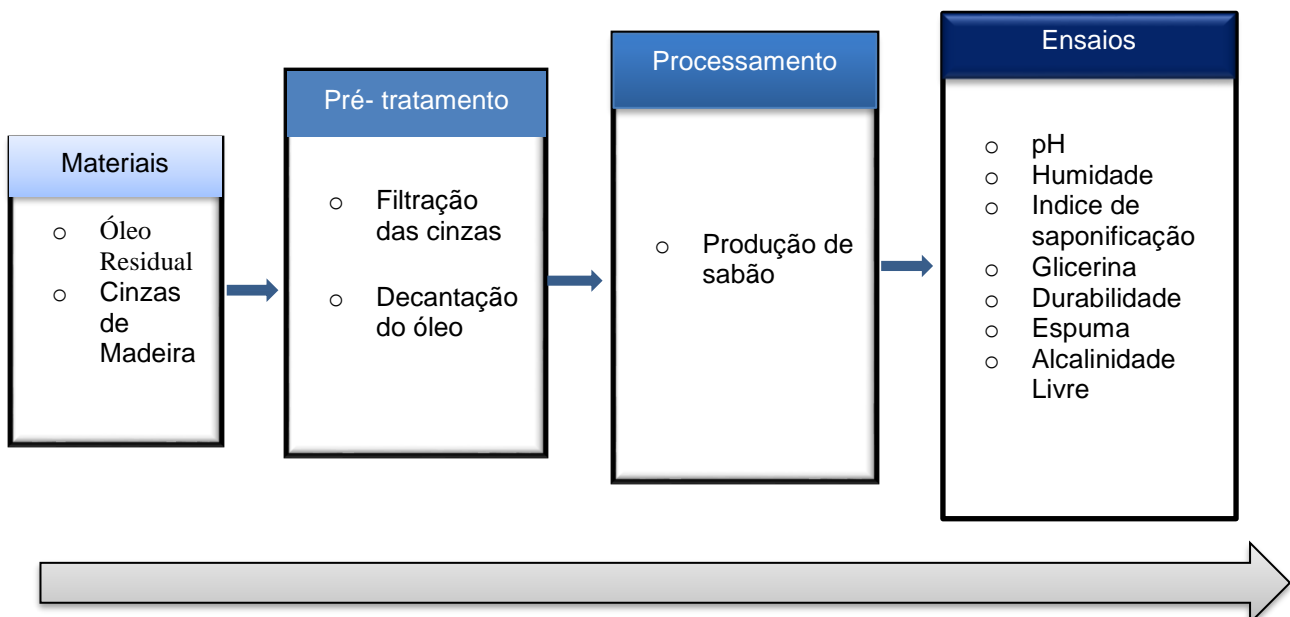 Materiais
o Óleo
Residual
o Cinzas
de
Madeira
Pré- tratamento
o Filtração
das cinzas
o Decantação
do óleo
Processamento
o Produção de
sabão
Ensaios
o pH
o Humidade
o Indice de
saponificação
o Glicerina
o Durabilidade
o Espuma
o Alcalinidade
Livre